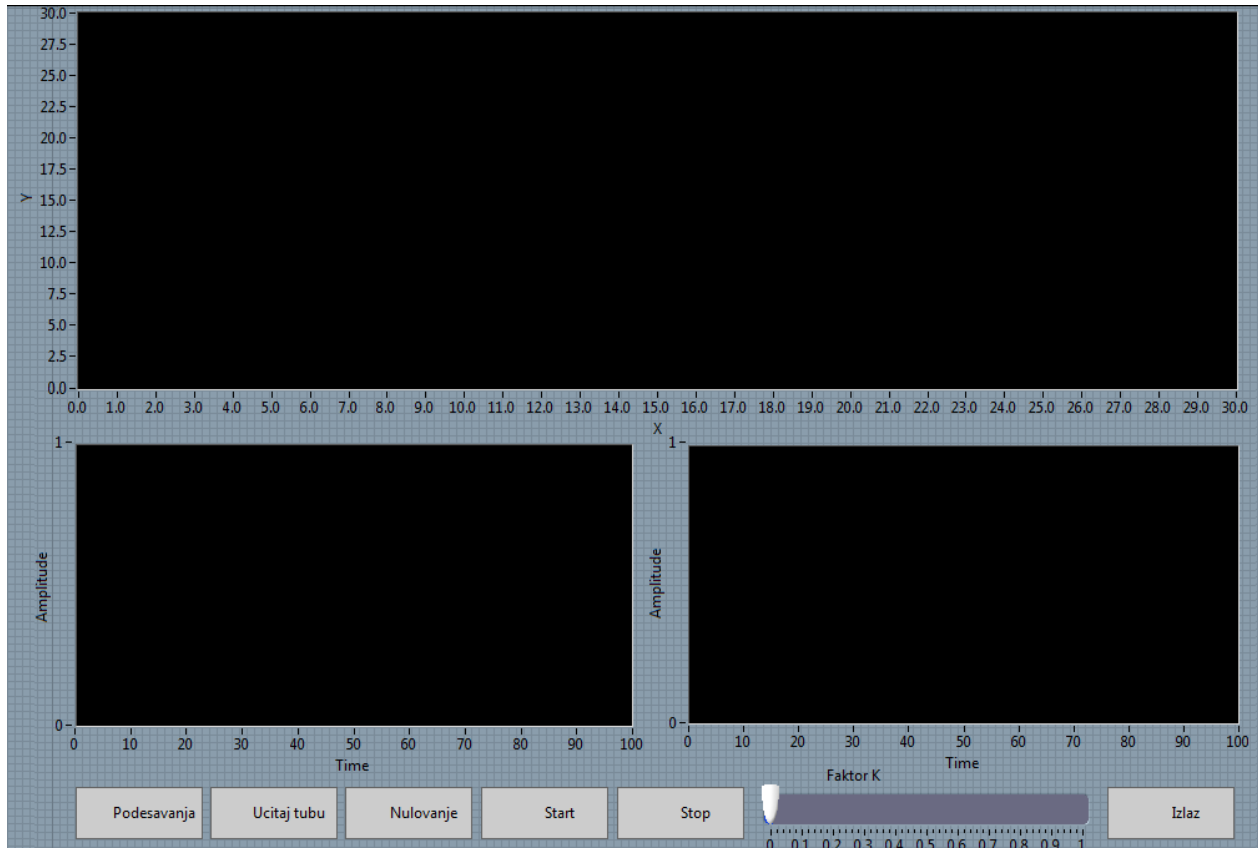 30.0
27.5
25.0
22.5
20.0
17.5
Y
15.0
12.5
10.0
7.5
5.0
2.5
0.0
0.0 1.0 2.0 3.0 4.0 5.0 6.0 7.0 8.0 9.0 10.0 11.0 12.0 13.0 14.0 15.0 16.0 17.0 18.0 19.0 20.0 21.0 22.0 23.0 24.0 25.0 26.0 27.0 28.0 29.0 30.0
X
1
Amplitude
0
0 10 20 30 40 50 60 70 80 90 100
Time
1
Amplitude
0
0 10 20 30 40 50 60 70 80 90 100
Time
Podesavanja Ucitaj tubu Nulovanje Start Stop
Faktor K
0 0.1 0.2 0.3 0.4 0.5 0.6 0.7 0.8 0.9 1
Izlaz